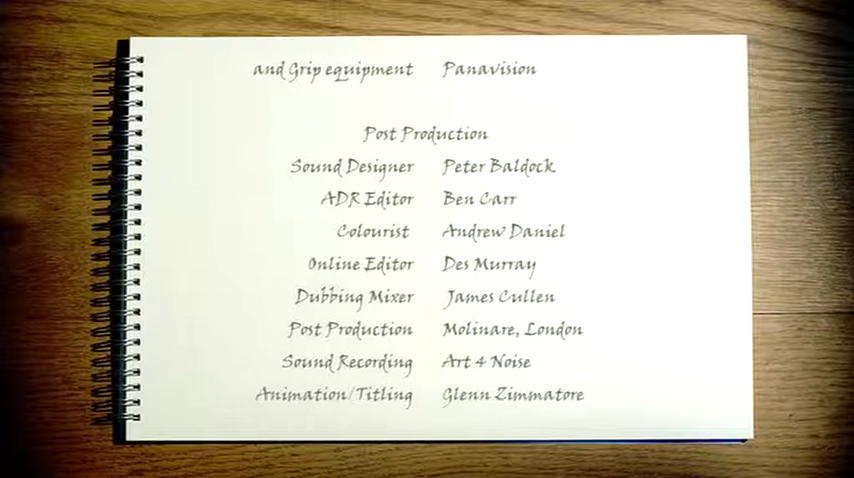 and Grip equipment Panavision
Post Production
Sound Designer Peter Baldock
ADR Editor Ben Carr
Colourist Andrew Daniel
Online Editor Des Murray
Dubbing Mixer James Cullen
Post Production Molinare, London
Sound Recording Art 4 Noise
Animation/Titling Glenn Zimmatore